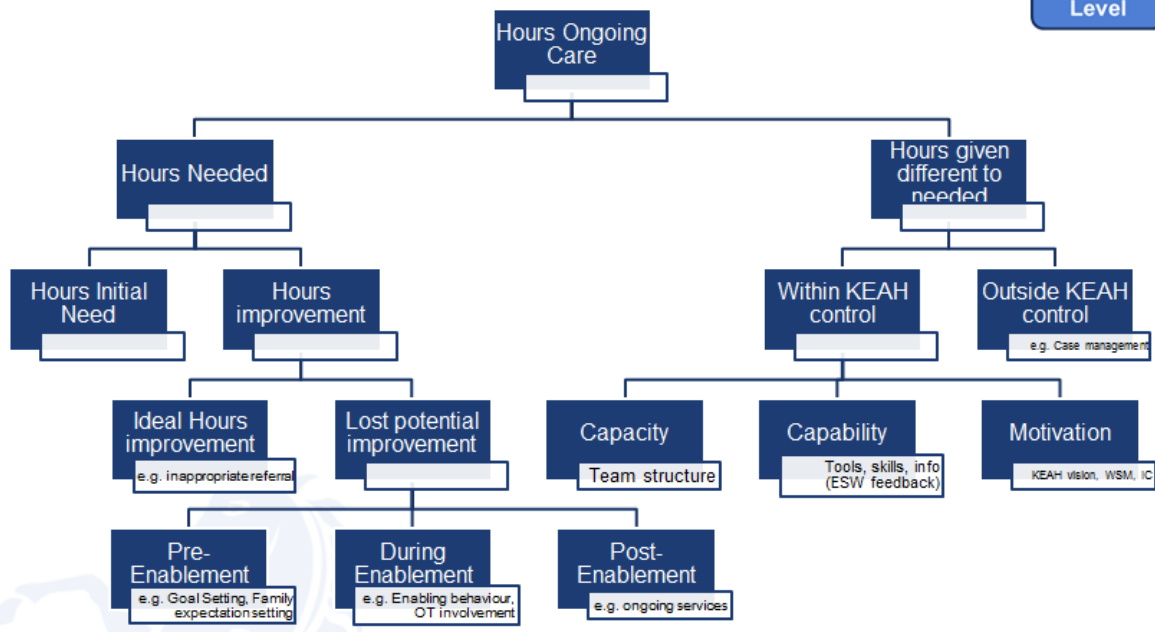 Level
Hours Ongoing
Care
Hours Needed
Hours given
different to
needed
Hours Initial
Need
Hours
improvement
Within KEAH
control
Outside KEAH
control
e.g. Case management
Ideal Hours
improvement
e.g. inappropriate referral
Lost potential
improvement
Capacity
Team structure
Capability
Tools, skills, info
(ESW feedback)
Motivation
KEAH vision, WSM, IC
Pre-
Enablement
e.g. Goal Setting, Family
expectation setting
During
Enablement
e.g. Enabling behaviour,
OT involvement
Post-
Enablement
e.g. ongoing services